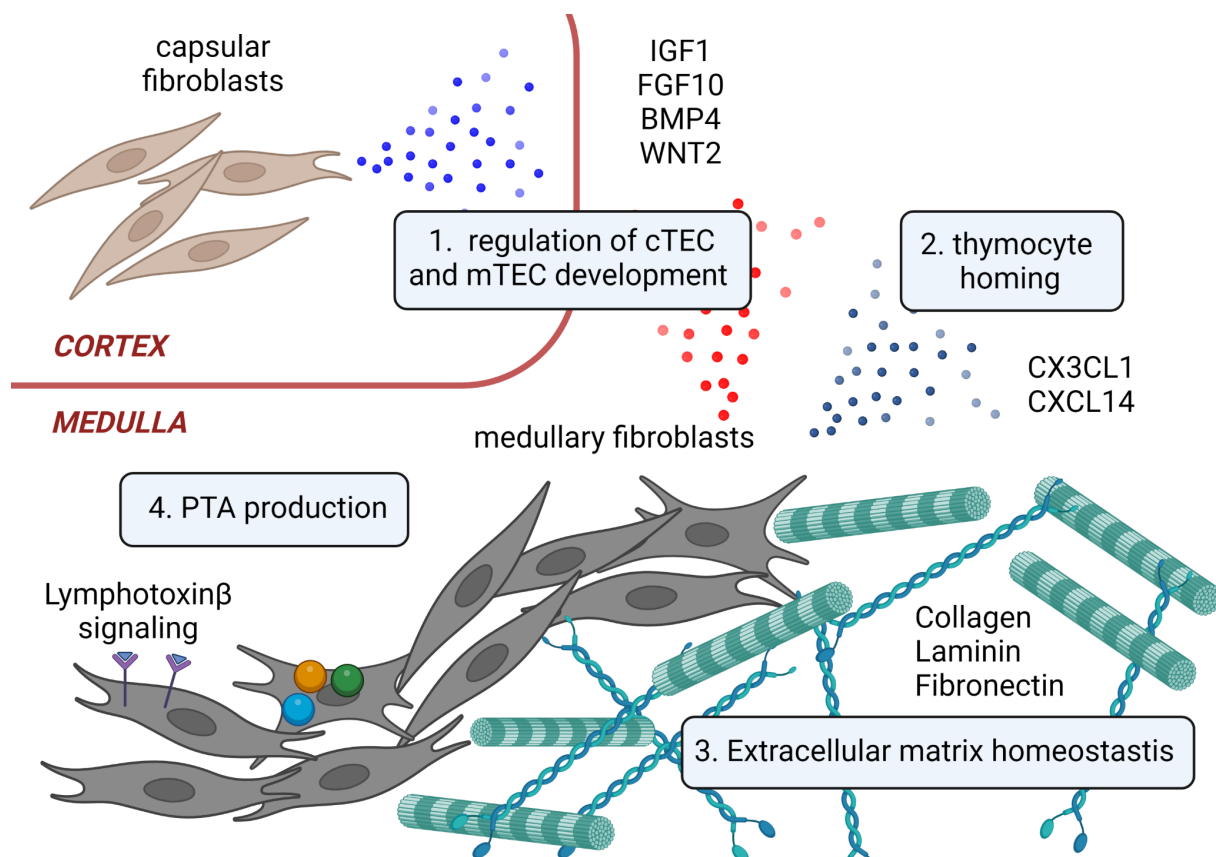 capsular
fibroblasts
IGF1
FGF10
BMP4
WNT2
1. regulation of cTEC
and mTEC development
2. thymocyte
homing
CORTEX
CX3CL1
CXCL14
MEDULLA
medullary fibroblasts
4. PTA production
Lymphotoxinβ
signaling
Collagen
Laminin
Fibronectin
3. Extracellular matrix homeostastis